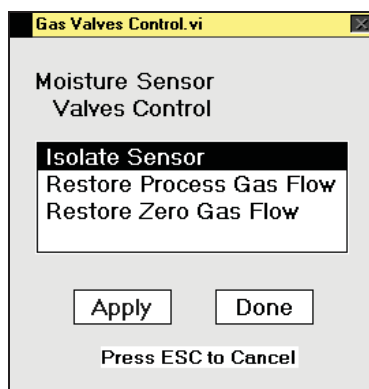 Gas Valves Control.vi
Moisture Sensor
Valves Control
Isolate Sensor
Restore Process Gas Flow
Restore Zero Gas Flow
Apply Done
Press ESC to Cancel